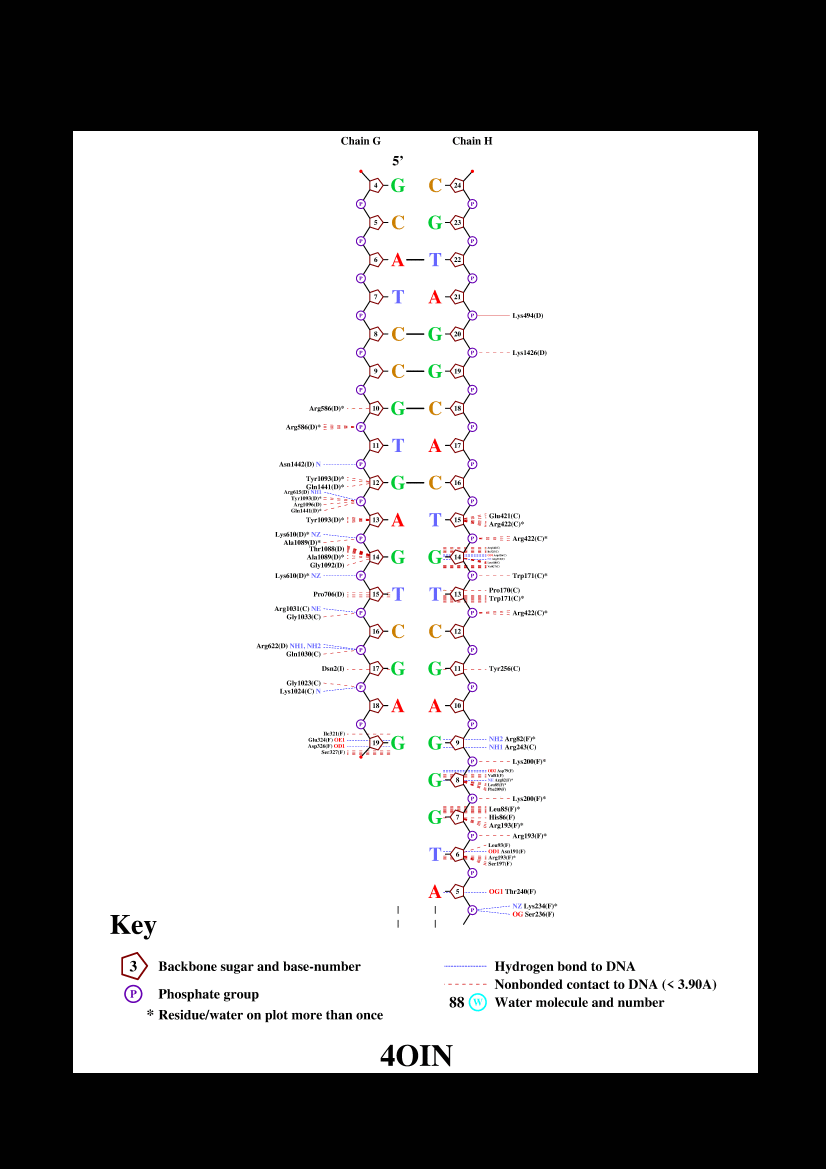 Chain G Chain H
5’
4 G C 24
P P
5 C G 23
P P
6 A T 22
P P
7 T A 21
P P Lys494(D)
8 C G 20
P P Lys1426(D)
9 C G 19
P P
Arg586(D)* 10 G C 18
Arg586(D)* P P
11 T A 17
Asn1442(D) N P P
Tyr1093(D)*
Gln1441(D)* 12 G C 16
Arg615(D) NH1
Tyr1093(D)* P P
Arg1096(D)
Gln1441(D)*
Tyr1093(D)* 13 A T 15 Glu421(C)
Arg422(C)*
Lys610(D)* NZ P P Arg422(C)*
Ala1089(D)*
Thr1088(D)
Ala1089(D)* 14 G G 14
Gly1092(D)
Lys610(D)* NZ P P Trp171(C)*
Pro706(D) 15 T T 13 Pro170(C)
Trp171(C)*
Arg1031(C) NE P P Arg422(C)*
Gly1033(C)
16 C C 12
Arg622(D) NH1, NH2 P P
Gln1030(C)
Dsn2(I) 17 G G 11 Tyr256(C)
Gly1023(C)
Lys1024(C) N P P
18 A A 10
P P
Ile321(F)
Glu324(F) OE1 19 G G 9 NH2 Arg82(F)*
Asp326(F) OD1 NH1 Arg243(C)
Ser327(F)
P Lys200(F)*
G 8 OD1 Asp79(F)
Val81(F)
NE Arg82(F)*
Leu85(F)*
Phe209(F)
P Lys200(F)*
G 7 Leu85(F)*
His86(F)
Arg193(F)*
P Arg193(F)*
T 6 Leu93(F)
OD1 Asn191(F)
Arg193(F)*
Ser197(F)
P
A 5 OG1 Thr240(F)
P NZ Lys234(F)*
OG Ser236(F)
Key
3 Backbone sugar and base-number
P Phosphate group
* Residue/water on plot more than once
Hydrogen bond to DNA
Nonbonded contact to DNA (< 3.90A)
88 W Water molecule and number
4OIN